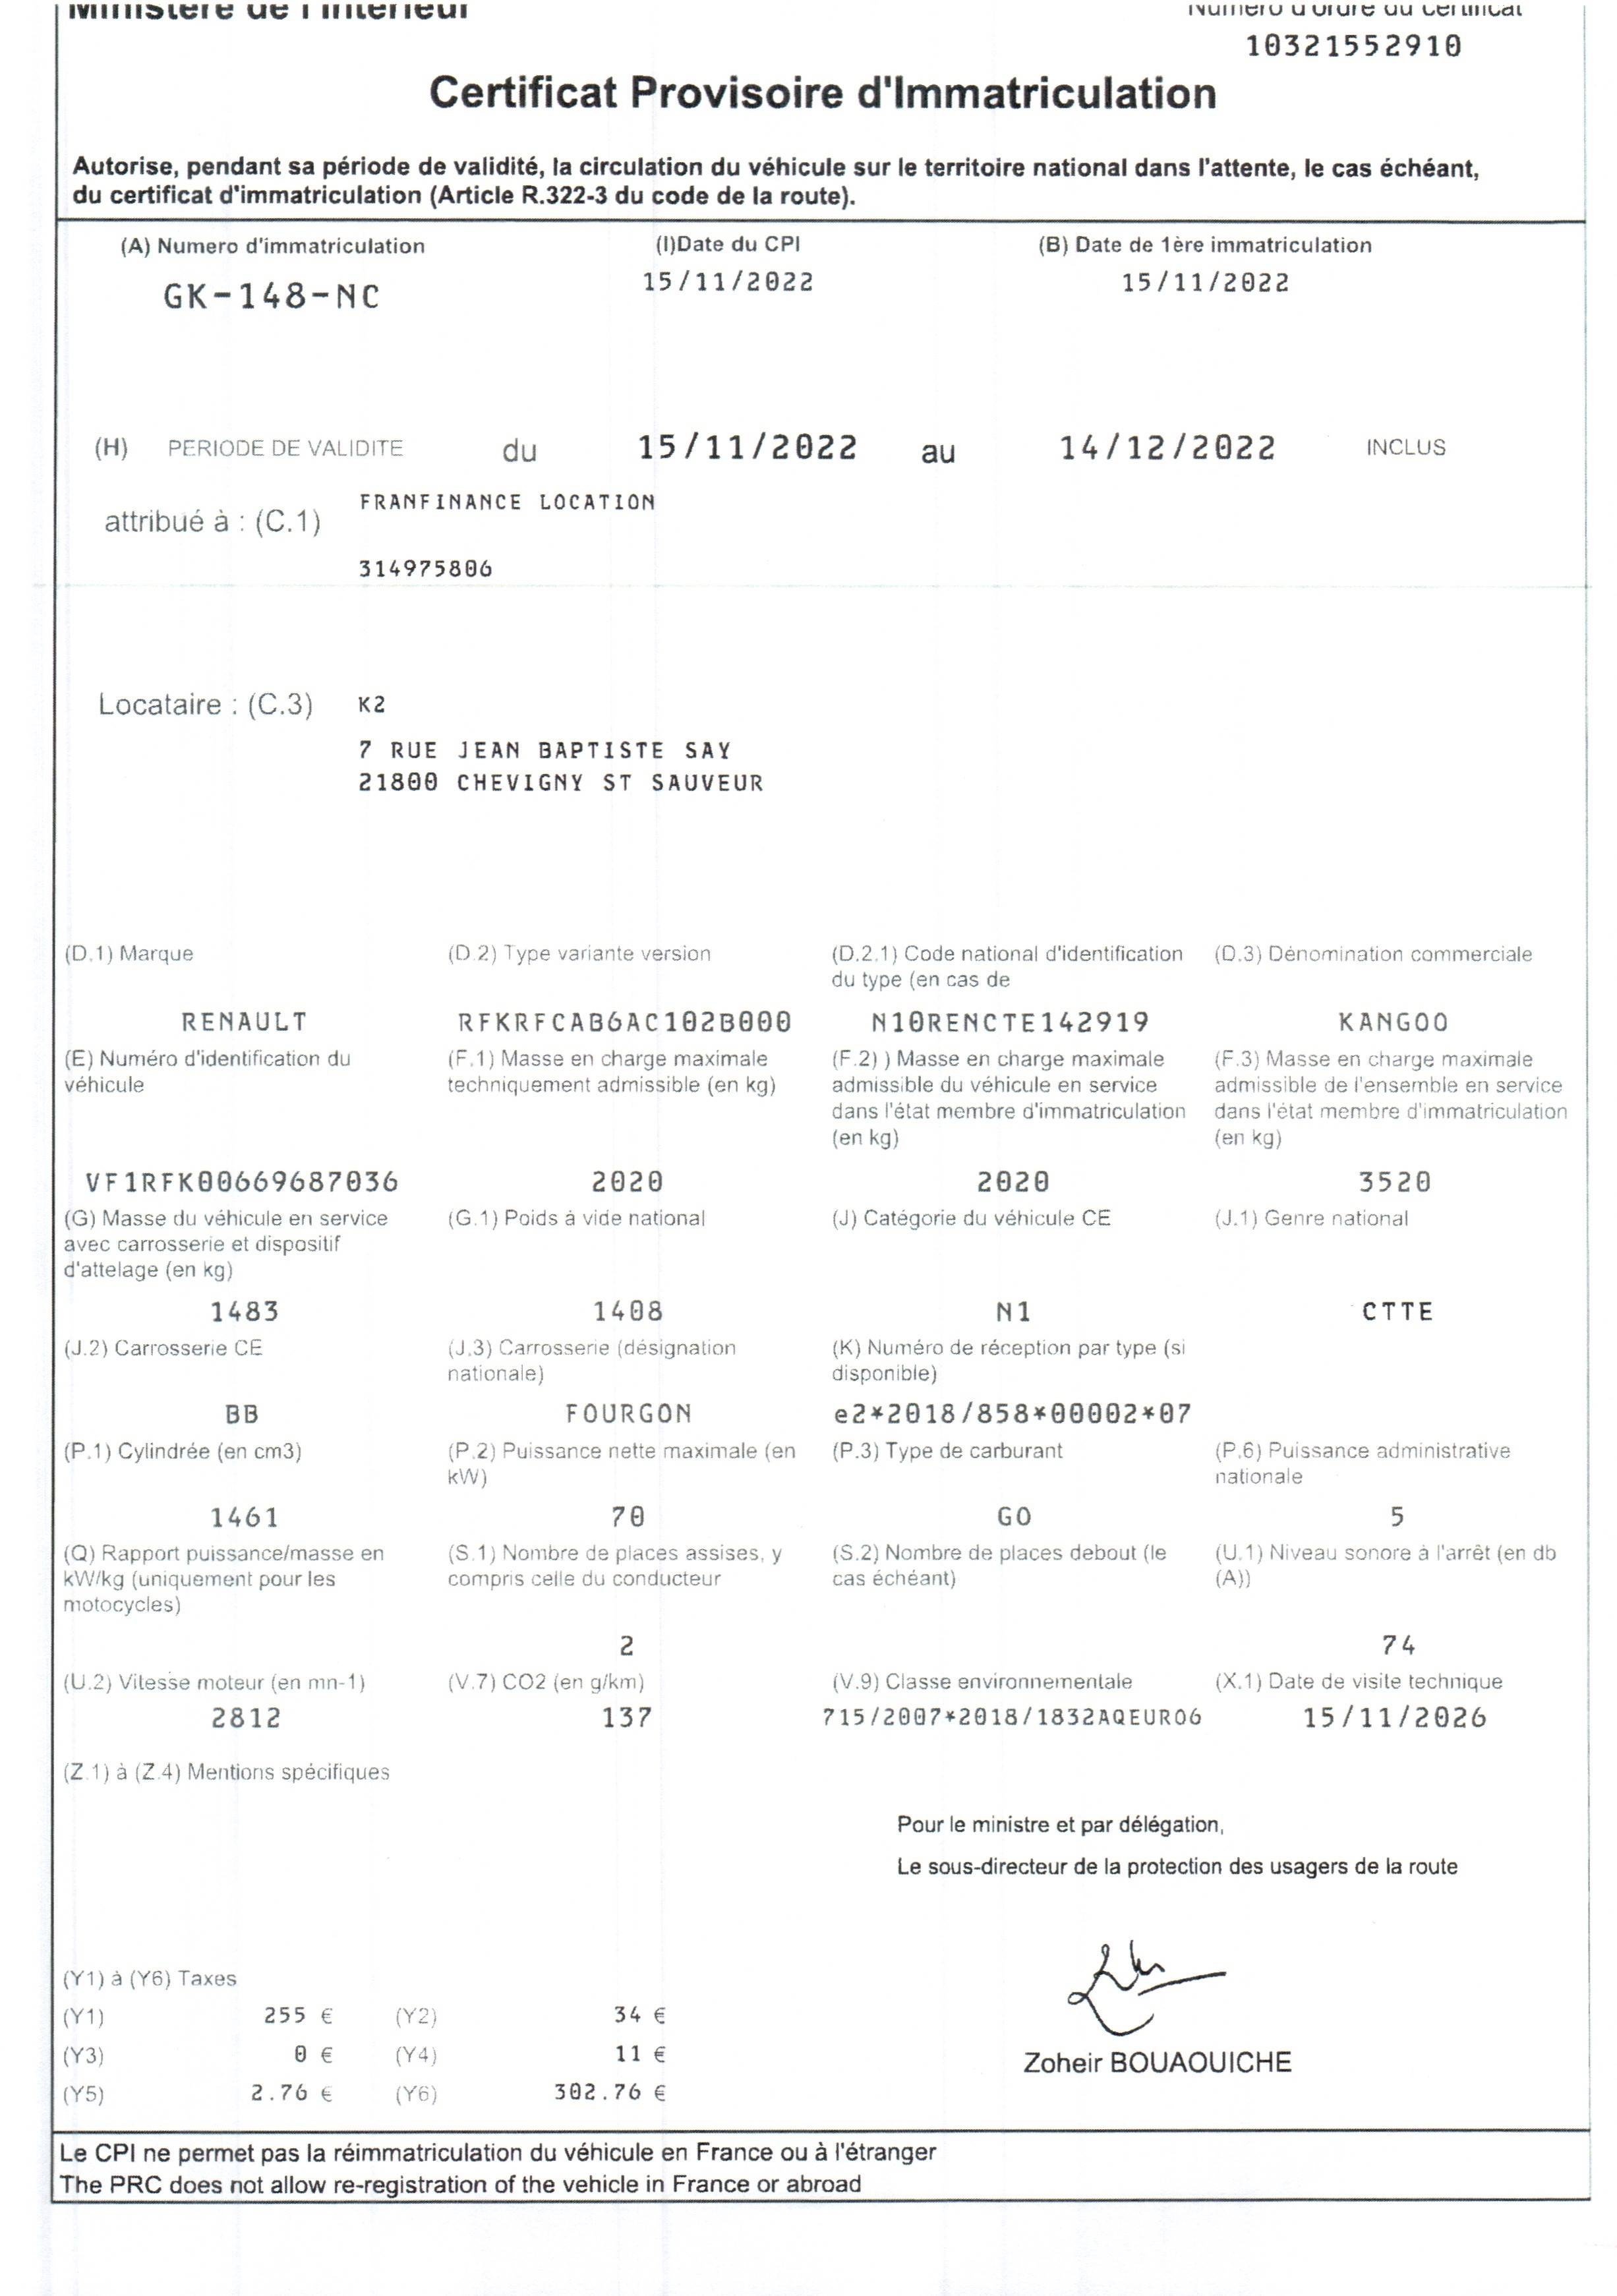 Ministère de l'Intérieur
Numéro d'ordre du certificat
10321552910
Certificat Provisoire d'Immatriculation
Autorise, pendant sa période de validité, la circulation du véhicule sur le territoire national dans l'attente, le cas échéant,
du certificat d'immatriculation (Article R.322-3 du code de la route).
(A) Numero d'immatriculation (I)Date du CPI (B) Date de 1ère immatriculation
GK-148-NC 15/11/2022 15/11/2022
(H) PERIODE DE VALIDITE du 15/11/2022 au 14/12/2022 INCLUS
FRANFINANCE LOCATION
attribué à : (C.1)
314975806
Locataire : (C.3) K2
7 RUE JEAN BAPTISTE SAY
21800 CHEVIGNY ST SAUVEUR
(D.1) Marque (D.2) Type variante version (D.2.1) Code national d'identification (D.3) Dénomination commerciale
du type (en cas de
RENAULT RFKRFCAB6AC102B000 N10RENCTE142919 KANGOO
(E) Numéro d'identification du (F.1) Masse en charge maximale (F.2) ) Masse en charge maximale (F.3) Masse en charge maximale
véhicule techniquement admissible (en kg) admissible du véhicule en service admissible de l'ensemble en service
dans l'état membre d'immatriculation dans l'état membre d'immatriculation
(en kg) (en kg)
VF1RFK00669687036 2020 2020 3520
(G) Masse du véhicule en service (G.1) Poids à vide national (J) Catégorie du véhicule CE (J.1) Genre national
avec carrosserie et dispositif
d'attelage (en kg)
1483 1408 N1 CTTE
(J.2) Carrosserie CE (J.3) Carrosserie (désignation (K) Numéro de réception par type (si
nationale) disponible)
BB FOURGON e2*2018/858*00002*07
(P.1) Cylindrée (en cm3) (P.2) Puissance nette maximale (en (P.3) Type de carburant (P.6) Puissance administrative
kW) nationale
1461 70 GO 5
(Q) Rapport puissance/masse en (S.1) Nombre de places assises, y (S.2) Nombre de places debout (le (U.1) Niveau sonore à l'arrêt (en db
kW/kg (uniquement pour les compris celle du conducteur cas échéant) (A))
motocycles)
2 74
(U.2) Vitesse moteur (en mn-1) (V.7) CO2 (en g/km) (V.9) Classe environnementale (X.1) Date de visite technique
2812 137 715/2007*2018/1832AQEURO6 15/11/2026
(Z.1) à (Z.4) Mentions spécifiques
Pour le ministre et par délégation,
Le sous-directeur de la protection des usagers de la route
(Y1) à (Y6) Taxes
(Y1) 255 € (Y2) 34 €
(Y3) 0 € (Y4) 11 €
Zoheir BOUAOUICHE
(Y5) 2.76 € (Y6) 302.76 €
Le CPI ne permet pas la réimmatriculation du véhicule en France ou à l'étranger
The PRC does not allow re-registration of the vehicle in France or abroad